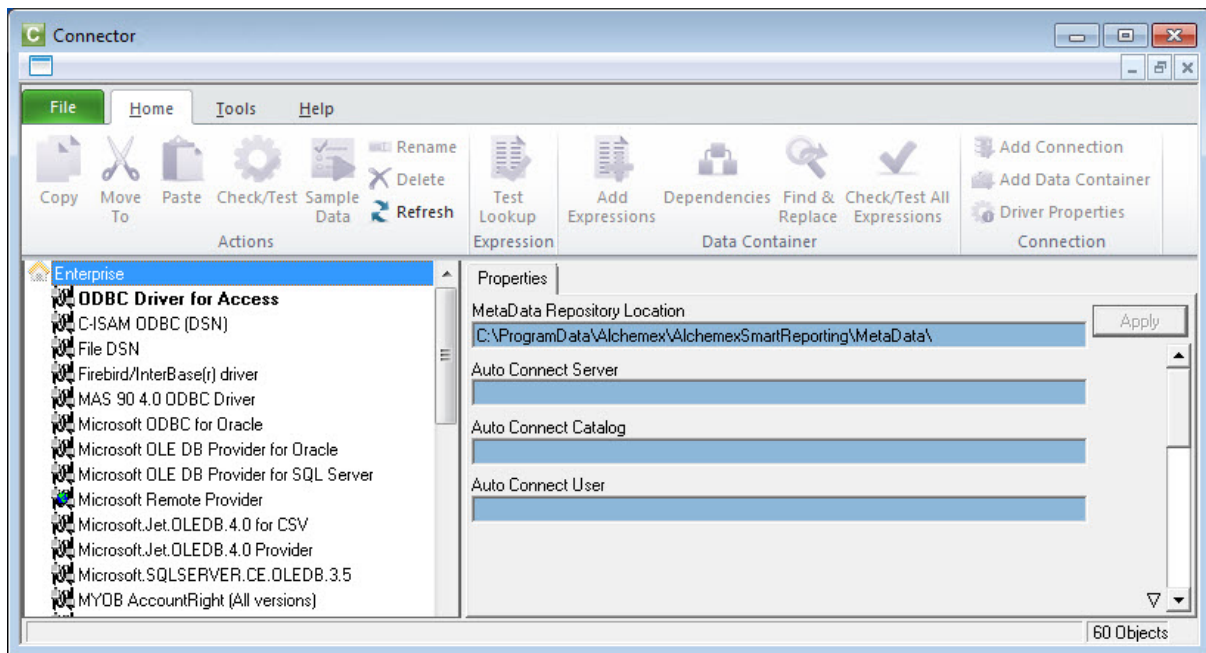 C Connector
File Home Tools Help
Copy
Move To
Paste
Check/Test
Sample Data
Rename
Delete
Refresh
Actions
Test Lookup
Expression
Add Expressions
Dependencies
Find & Replace
Check/Test All Expressions
Data Container
Add Connection
Add Data Container
Driver Properties
Connection
Enterprise
ODBC Driver for Access
C-ISAM ODBC (DSN)
File DSN
Firebird/InterBase(r) driver
MAS 90 4.0 ODBC Driver
Microsoft ODBC for Oracle
Microsoft OLE DB Provider for Oracle
Microsoft OLE DB Provider for SQL Server
Microsoft Remote Provider
Microsoft.Jet.OLEDB.4.0 for CSV
Microsoft.Jet.OLEDB.4.0 Provider
Microsoft.SQLSERVER.CE.OLEDB.3.5
MYOB AccountRight (All versions)
Properties
MetaData Repository Location
Apply
C:\ProgramData\Alchemex\AlchemexSmartReporting\MetaData\
Auto Connect Server
Auto Connect Catalog
Auto Connect User
60 Objects